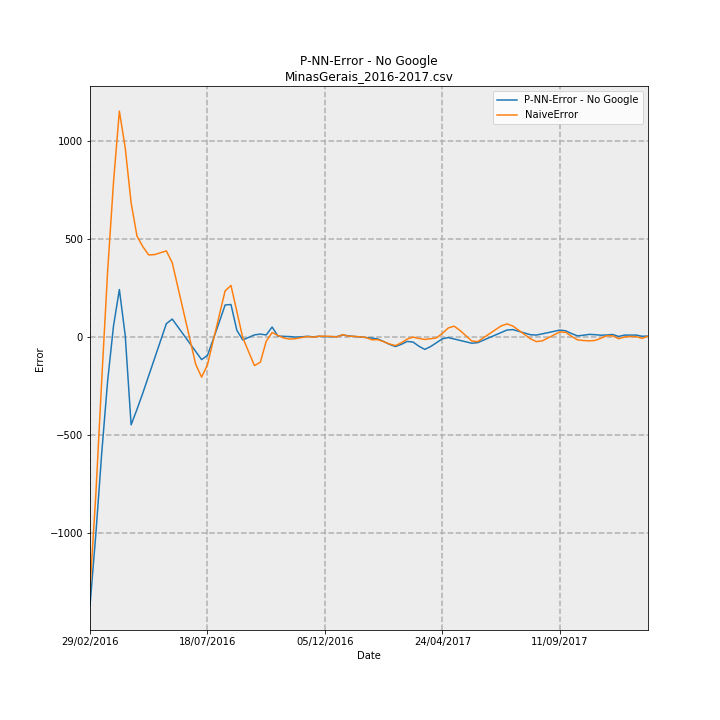 P-NN-Error - No Google
MinasGerais_2016-2017.csv
P-NN-Error - No Google
NaiveError
1000
500
0
−500
−1000
Error
29/02/2016
18/07/2016
05/12/2016
24/04/2017
11/09/2017
Date